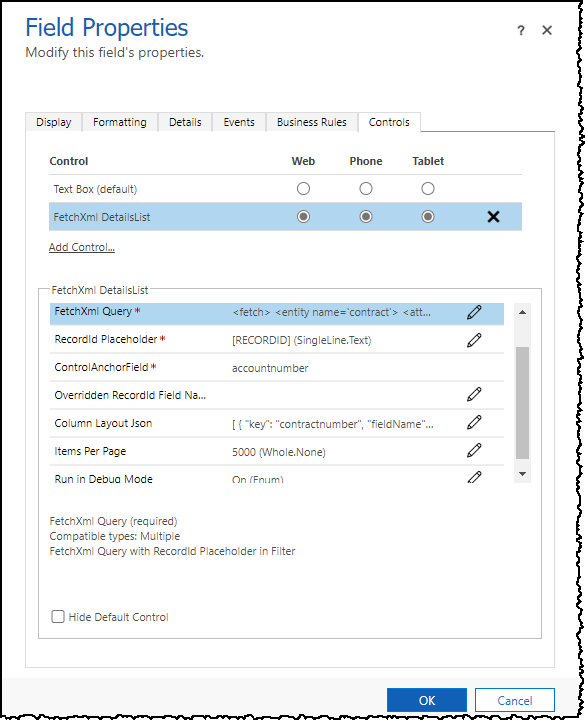 Field Properties
? ✕
Modify this field's properties.
Display Formatting Details Events Business Rules Controls
Control Web Phone Tablet
Text Box (default)
FetchXml DetailsList
Add Control...
FetchXml DetailsList
FetchXml Query * <fetch> <entity name='contract'> <att...
RecordId Placeholder * [RECORDID] (SingleLine.Text)
ControlAnchorField * accountnumber
Overridden RecordId Field Na...
Column Layout Json [ { "key": "contractnumber", "fieldName"...
Items Per Page 5000 (Whole.None)
Run in Debug Mode On (Enum)
FetchXml Query (required)
Compatible types: Multiple
FetchXml Query with RecordId Placeholder in Filter
Hide Default Control
OK Cancel